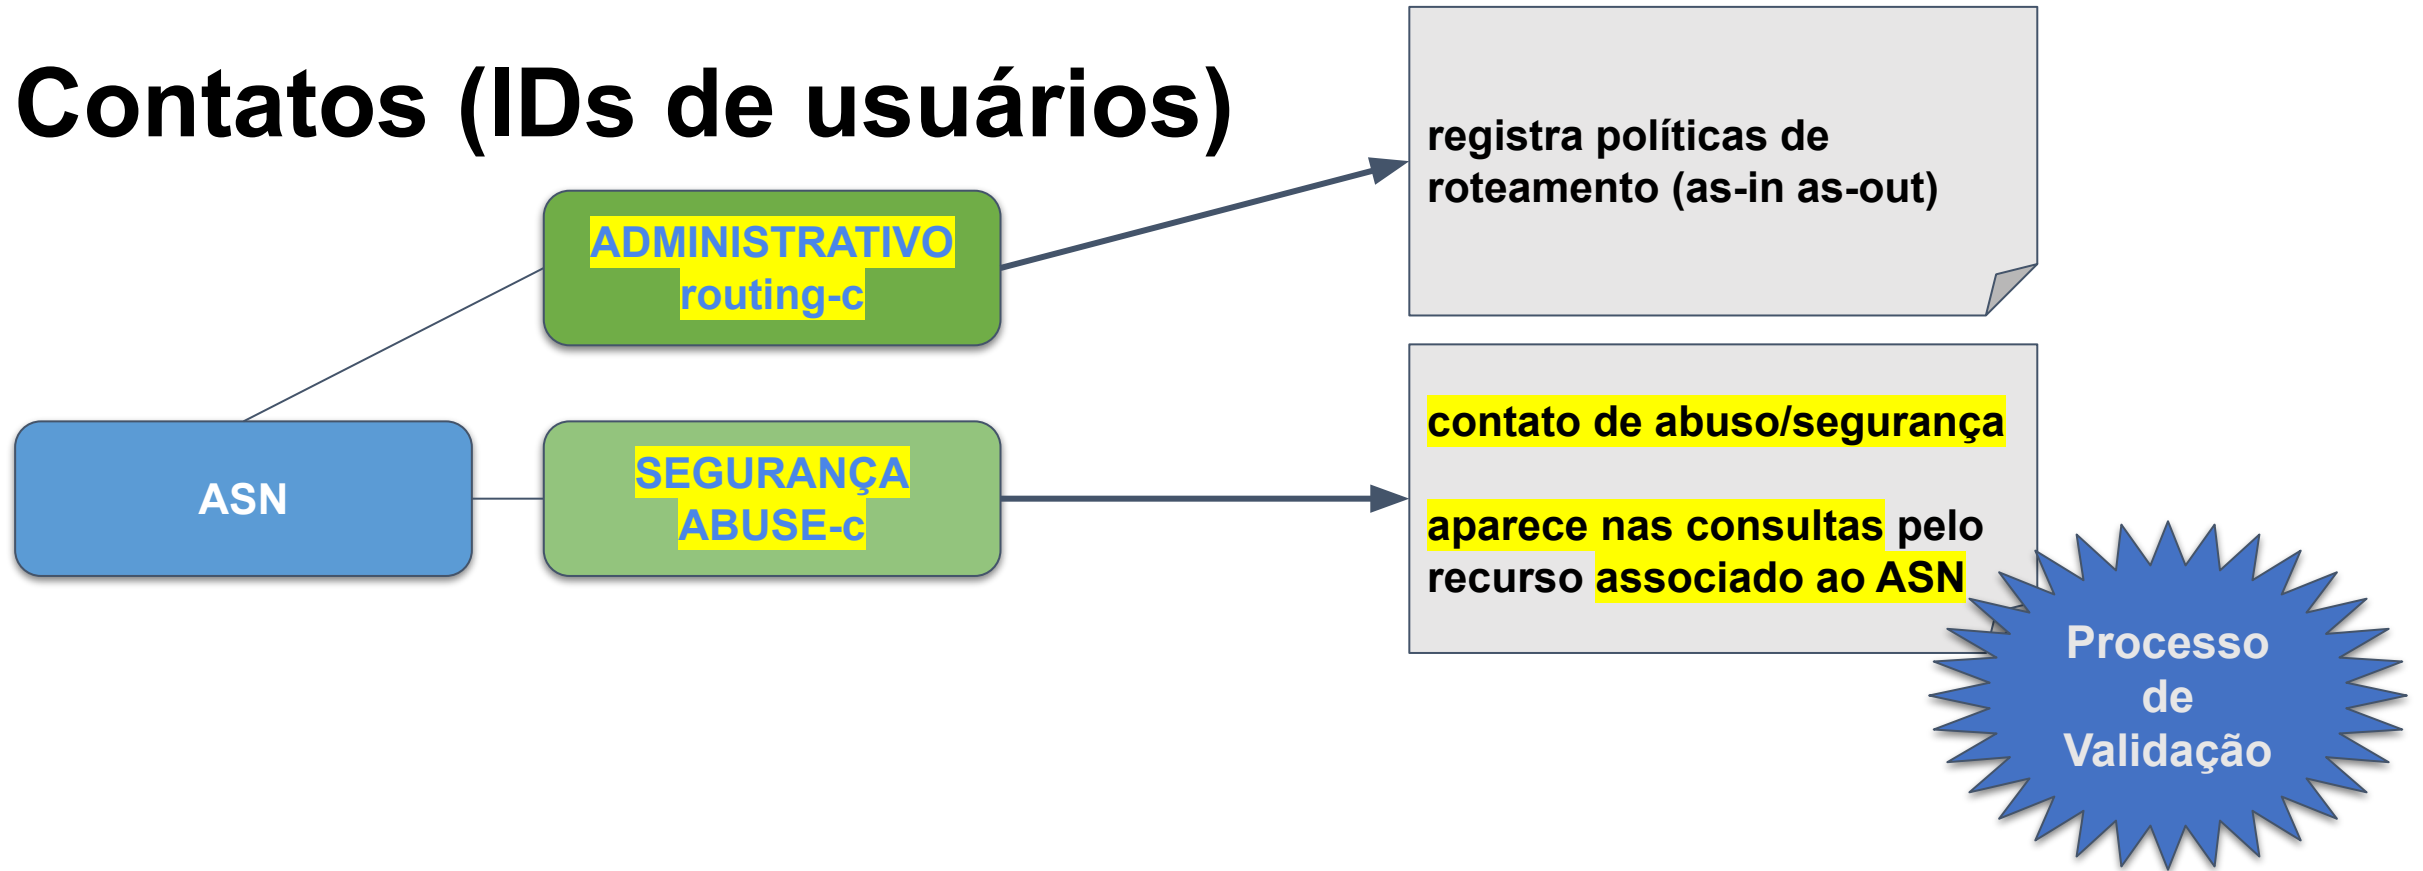 Contatos (IDs de usuários)
ADMINISTRATIVO
routing-c
registra políticas de
roteamento (as-in as-out)
ASN
SEGURANÇA
ABUSE-c
contato de abuso/segurança
aparece nas consultas pelo
recurso associado ao ASN
Processo
de
Validação